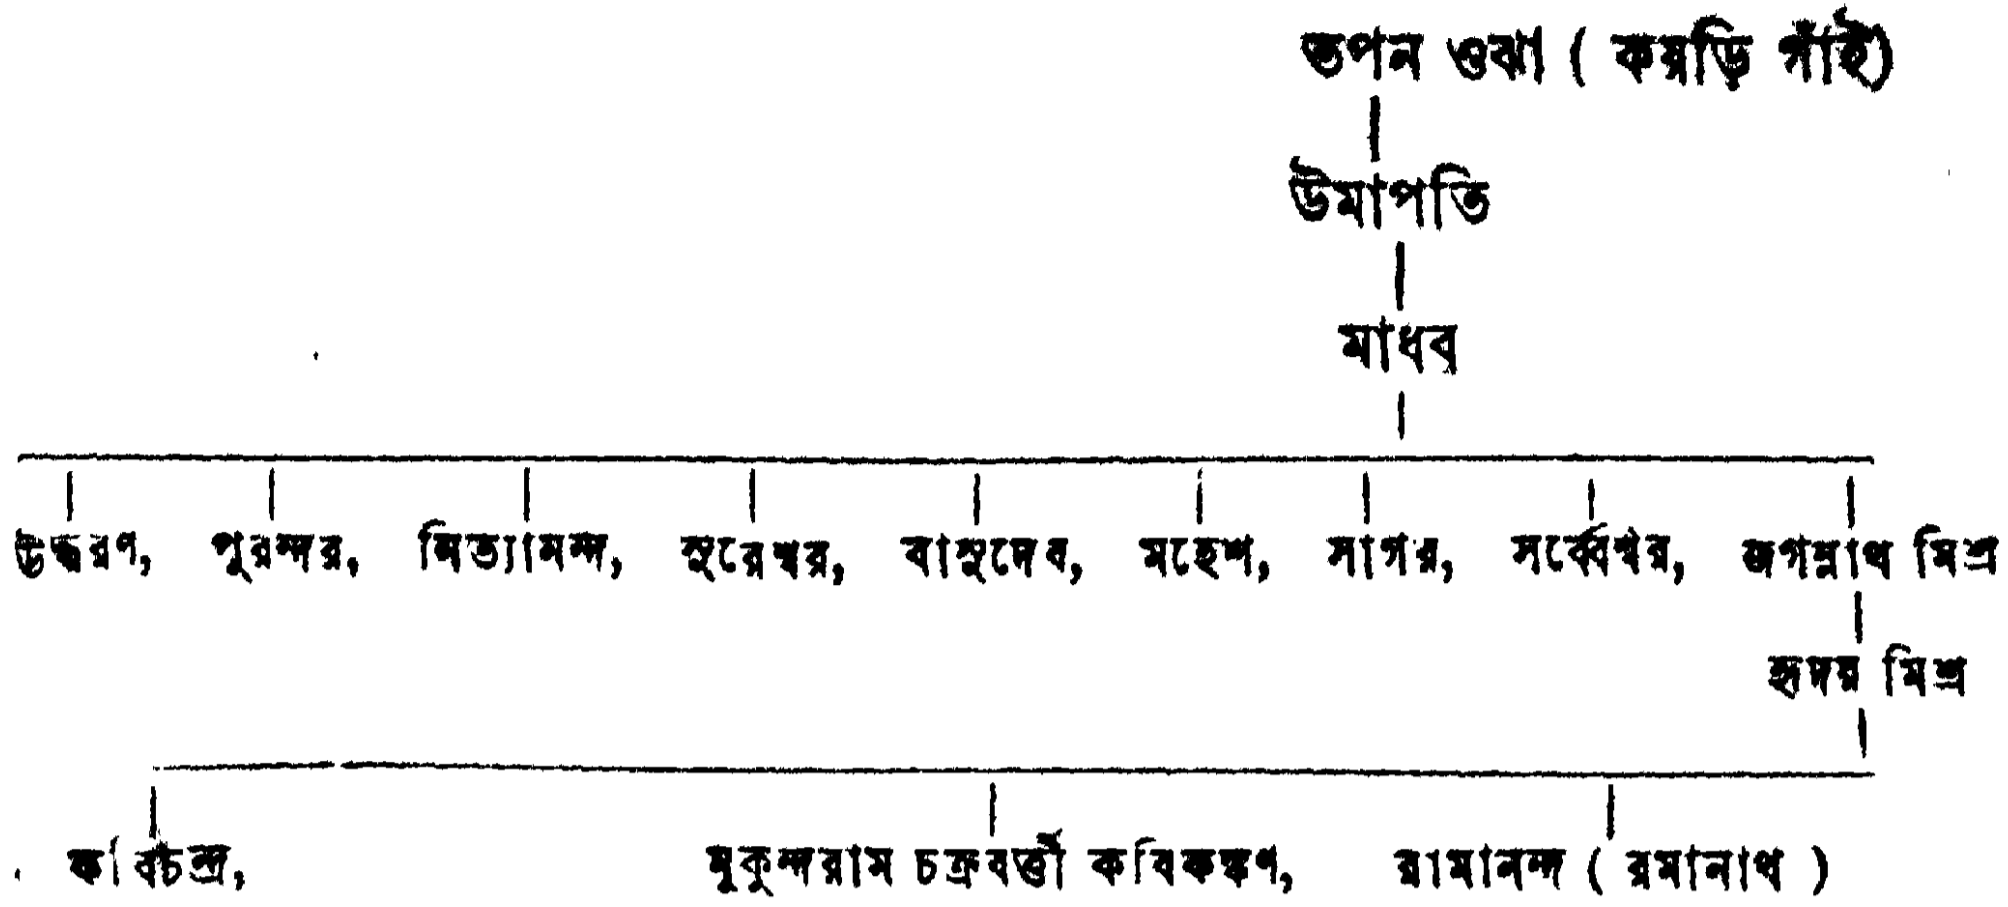 তপন ওঝা ( কয়ড়ি গাঁই)
উমাপতি
মাধব
উদ্ধরণ, পুরন্দর, নিত্যানন্দ, সুরেশ্বর, বাসুদেব, মহেশ, সাগর, সর্ব্বেশ্বর, জগন্নাথ মিশ্র
হৃদয় মিশ্র
কবিচন্দ্র, মুকুন্দরাম চক্রবর্ত্তী কবিকঙ্কণ, রামানন্দ ( রমানাথ )